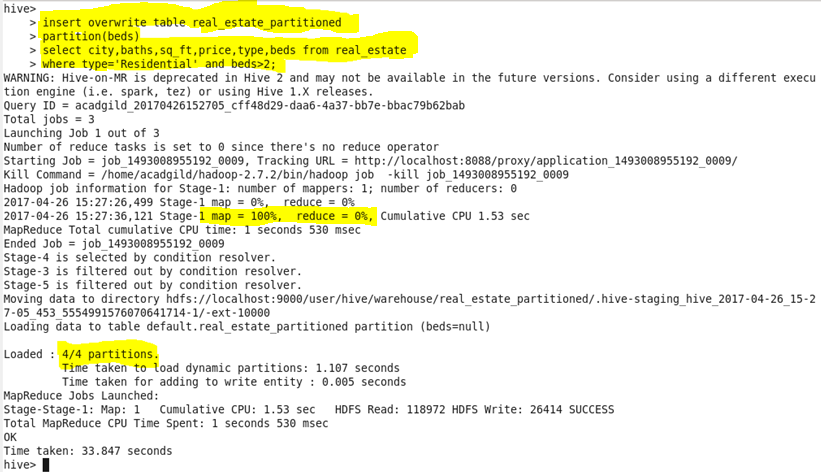 hive>
> insert overwrite table real_estate_partitioned
> partition(beds)
> select city,baths,sq_ft,price,type,beds from real_estate
> where type='Residential' and beds>2;
WARNING: Hive-on-MR is deprecated in Hive 2 and may not be available in the future versions. Consider using a different execu
tion engine (i.e. spark, tez) or using Hive 1.X releases.
Query ID = acadgild_20170426152705_cff48d29-daa6-4a37-bb7e-bbac79b62bab
Total jobs = 3
Launching Job 1 out of 3
Number of reduce tasks is set to 0 since there's no reduce operator
Starting Job = job_1493008955192_0009, Tracking URL = http://localhost:8088/proxy/application_1493008955192_0009/
Kill Command = /home/acadgild/hadoop-2.7.2/bin/hadoop job  -kill job_1493008955192_0009
Hadoop job information for Stage-1: number of mappers: 1; number of reducers: 0
2017-04-26 15:27:26,499 Stage-1 map = 0%,  reduce = 0%
2017-04-26 15:27:36,121 Stage-1 map = 100%,  reduce = 0%, Cumulative CPU 1.53 sec
MapReduce Total cumulative CPU time: 1 seconds 530 msec
Ended Job = job_1493008955192_0009
Stage-4 is selected by condition resolver.
Stage-3 is filtered out by condition resolver.
Stage-5 is filtered out by condition resolver.
Moving data to directory hdfs://localhost:9000/user/hive/warehouse/real_estate_partitioned/.hive-staging_hive_2017-04-26_15-2
7-05_453_5554991576070641714-1/-ext-10000
Loading data to table default.real_estate_partitioned partition (beds=null)
Loaded : 4/4 partitions.
Time taken to load dynamic partitions: 1.107 seconds
Time taken for adding to write entity : 0.005 seconds
MapReduce Jobs Launched:
Stage-Stage-1: Map: 1   Cumulative CPU: 1.53 sec   HDFS Read: 118972 HDFS Write: 26414 SUCCESS
Total MapReduce CPU Time Spent: 1 seconds 530 msec
OK
Time taken: 33.847 seconds
hive>